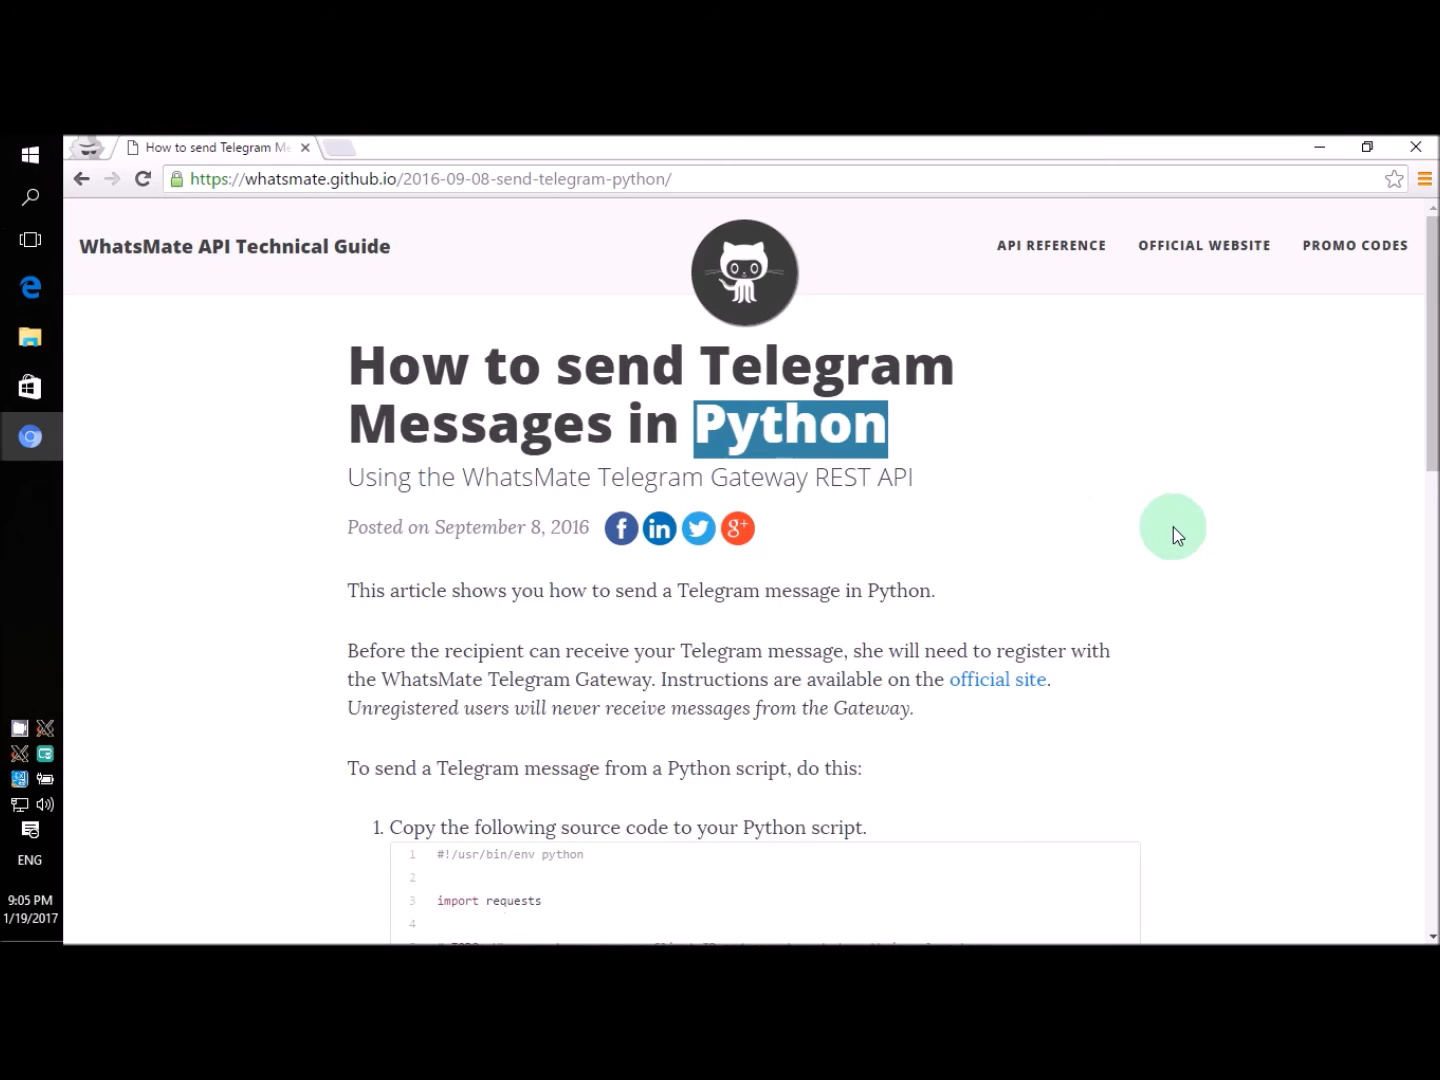 How to send Telegram Me
https://whatsmate.github.io/2016-09-08-send-telegram-python/
WhatsMate API Technical Guide
API REFERENCE
OFFICIAL WEBSITE
PROMO CODES
How to send Telegram
Messages in Python
Using the WhatsMate Telegram Gateway REST API
Posted on September 8, 2016
This article shows you how to send a Telegram message in Python.
Before the recipient can receive your Telegram message, she will need to register with
the WhatsMate Telegram Gateway. Instructions are available on the official site.
Unregistered users will never receive messages from the Gateway.
To send a Telegram message from a Python script, do this:
1. Copy the following source code to your Python script.
1 #!/usr/bin/env python
2
3 import requests
4
ENG
9:05 PM
1/19/2017